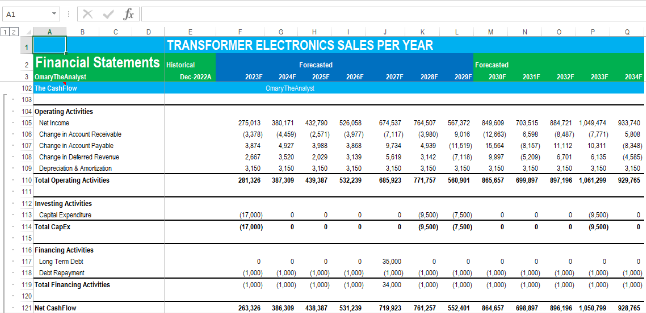 A1 fx
1 2 A B C D E F G H I J K L M N O P Q
1 TRANSFORMER ELECTRONICS SALES PER YEAR
2 Financial Statements Historical Forecasted Forecasted
3 OmaryTheAnalyst Dec-2022A 2023F 2024F 2025F 2026F 2027F 2028F 2029F 2030F 2031F 2032F 2033F 2034F
102 The CashFlow OmaryTheAnalyst
103
104 Operating Activities
105 Net Income 275,013 380,171 432,790 526,058 674,537 764,507 567,372 849,609 703,515 884,721 1,049,474 933,740
106 Change in Account Receivable (3,378) (4,459) (2,571) (3,977) (7,117) (3,980) 9,016 (12,663) 6,598 (8,487) (7,771) 5,808
107 Change in Account Payable 3,874 4,927 3,988 3,868 9,734 4,939 (11,519) 15,564 (8,157) 11,112 10,311 (8,348)
108 Change in Deferred Revenue 2,667 3,520 2,029 3,139 5,619 3,142 (7,118) 9,997 (5,209) 6,701 6,135 (4,585)
109 Depreciation & Amortization 3,150 3,150 3,150 3,150 3,150 3,150 3,150 3,150 3,150 3,150 3,150 3,150
110 Total Operating Activities 281,326 387,309 439,387 532,239 685,923 771,757 560,901 865,657 699,897 897,196 1,061,299 929,765
111
112 Investing Activities
113 Capital Expenditure (17,000) 0 0 0 0 (9,500) (7,500) 0 0 0 (9,500) 0
114 Total CapEx (17,000) 0 0 0 0 (9,500) (7,500) 0 0 0 (9,500) 0
115
116 Financing Activities
117 Long Term Debt 0 0 0 0 35,000 0 0 0 0 0 0 0
118 Debt Repayment (1,000) (1,000) (1,000) (1,000) (1,000) (1,000) (1,000) (1,000) (1,000) (1,000) (1,000) (1,000)
119 Total Financing Activities (1,000) (1,000) (1,000) (1,000) 34,000 (1,000) (1,000) (1,000) (1,000) (1,000) (1,000) (1,000)
120
121 Net CashFlow 263,326 386,309 438,387 531,239 719,923 761,257 552,401 864,657 698,897 896,196 1,050,799 928,765